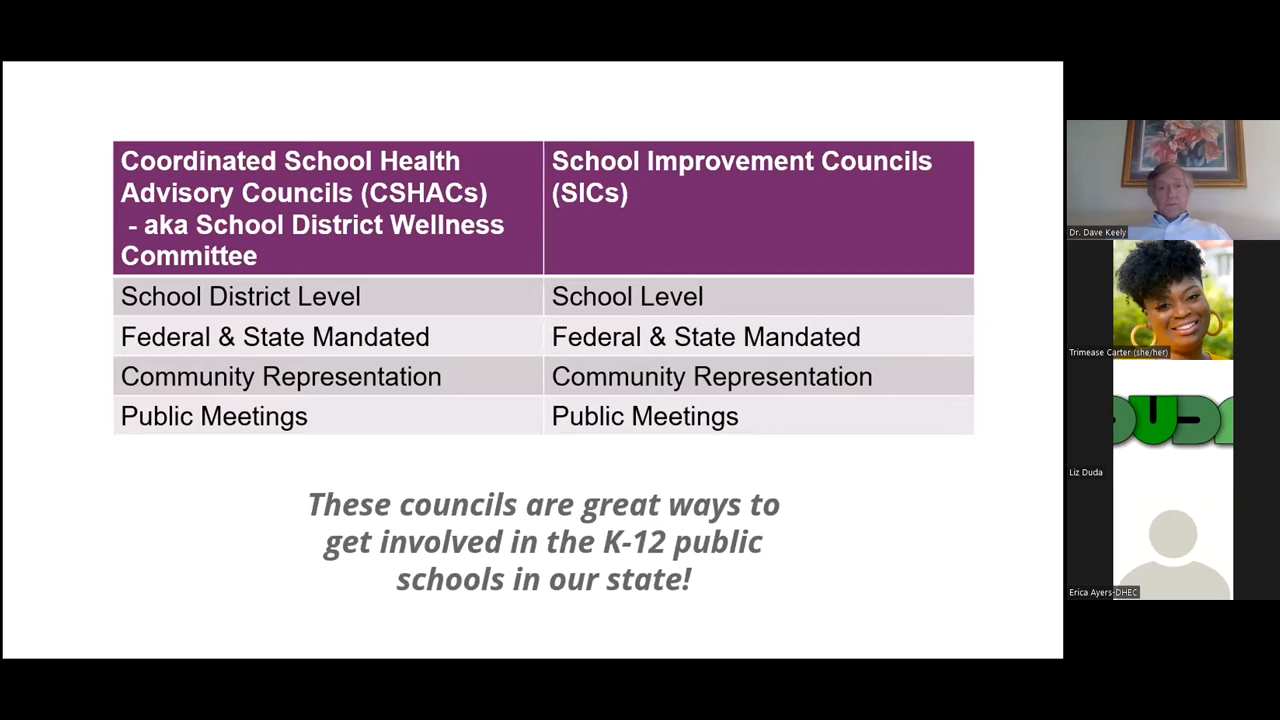 Coordinated School Health
Advisory Councils (CSHACs)
- aka School District Wellness
Committee
School Improvement Councils
(SICs)
School District Level
School Level
Federal & State Mandated
Federal & State Mandated
Community Representation
Community Representation
Public Meetings
Public Meetings
These councils are great ways to
get involved in the K-12 public
schools in our state!
Dr. Dave Keely
Trimease Carter (she/her)
DUDA
Liz Duda
Erica Ayers-DHEC